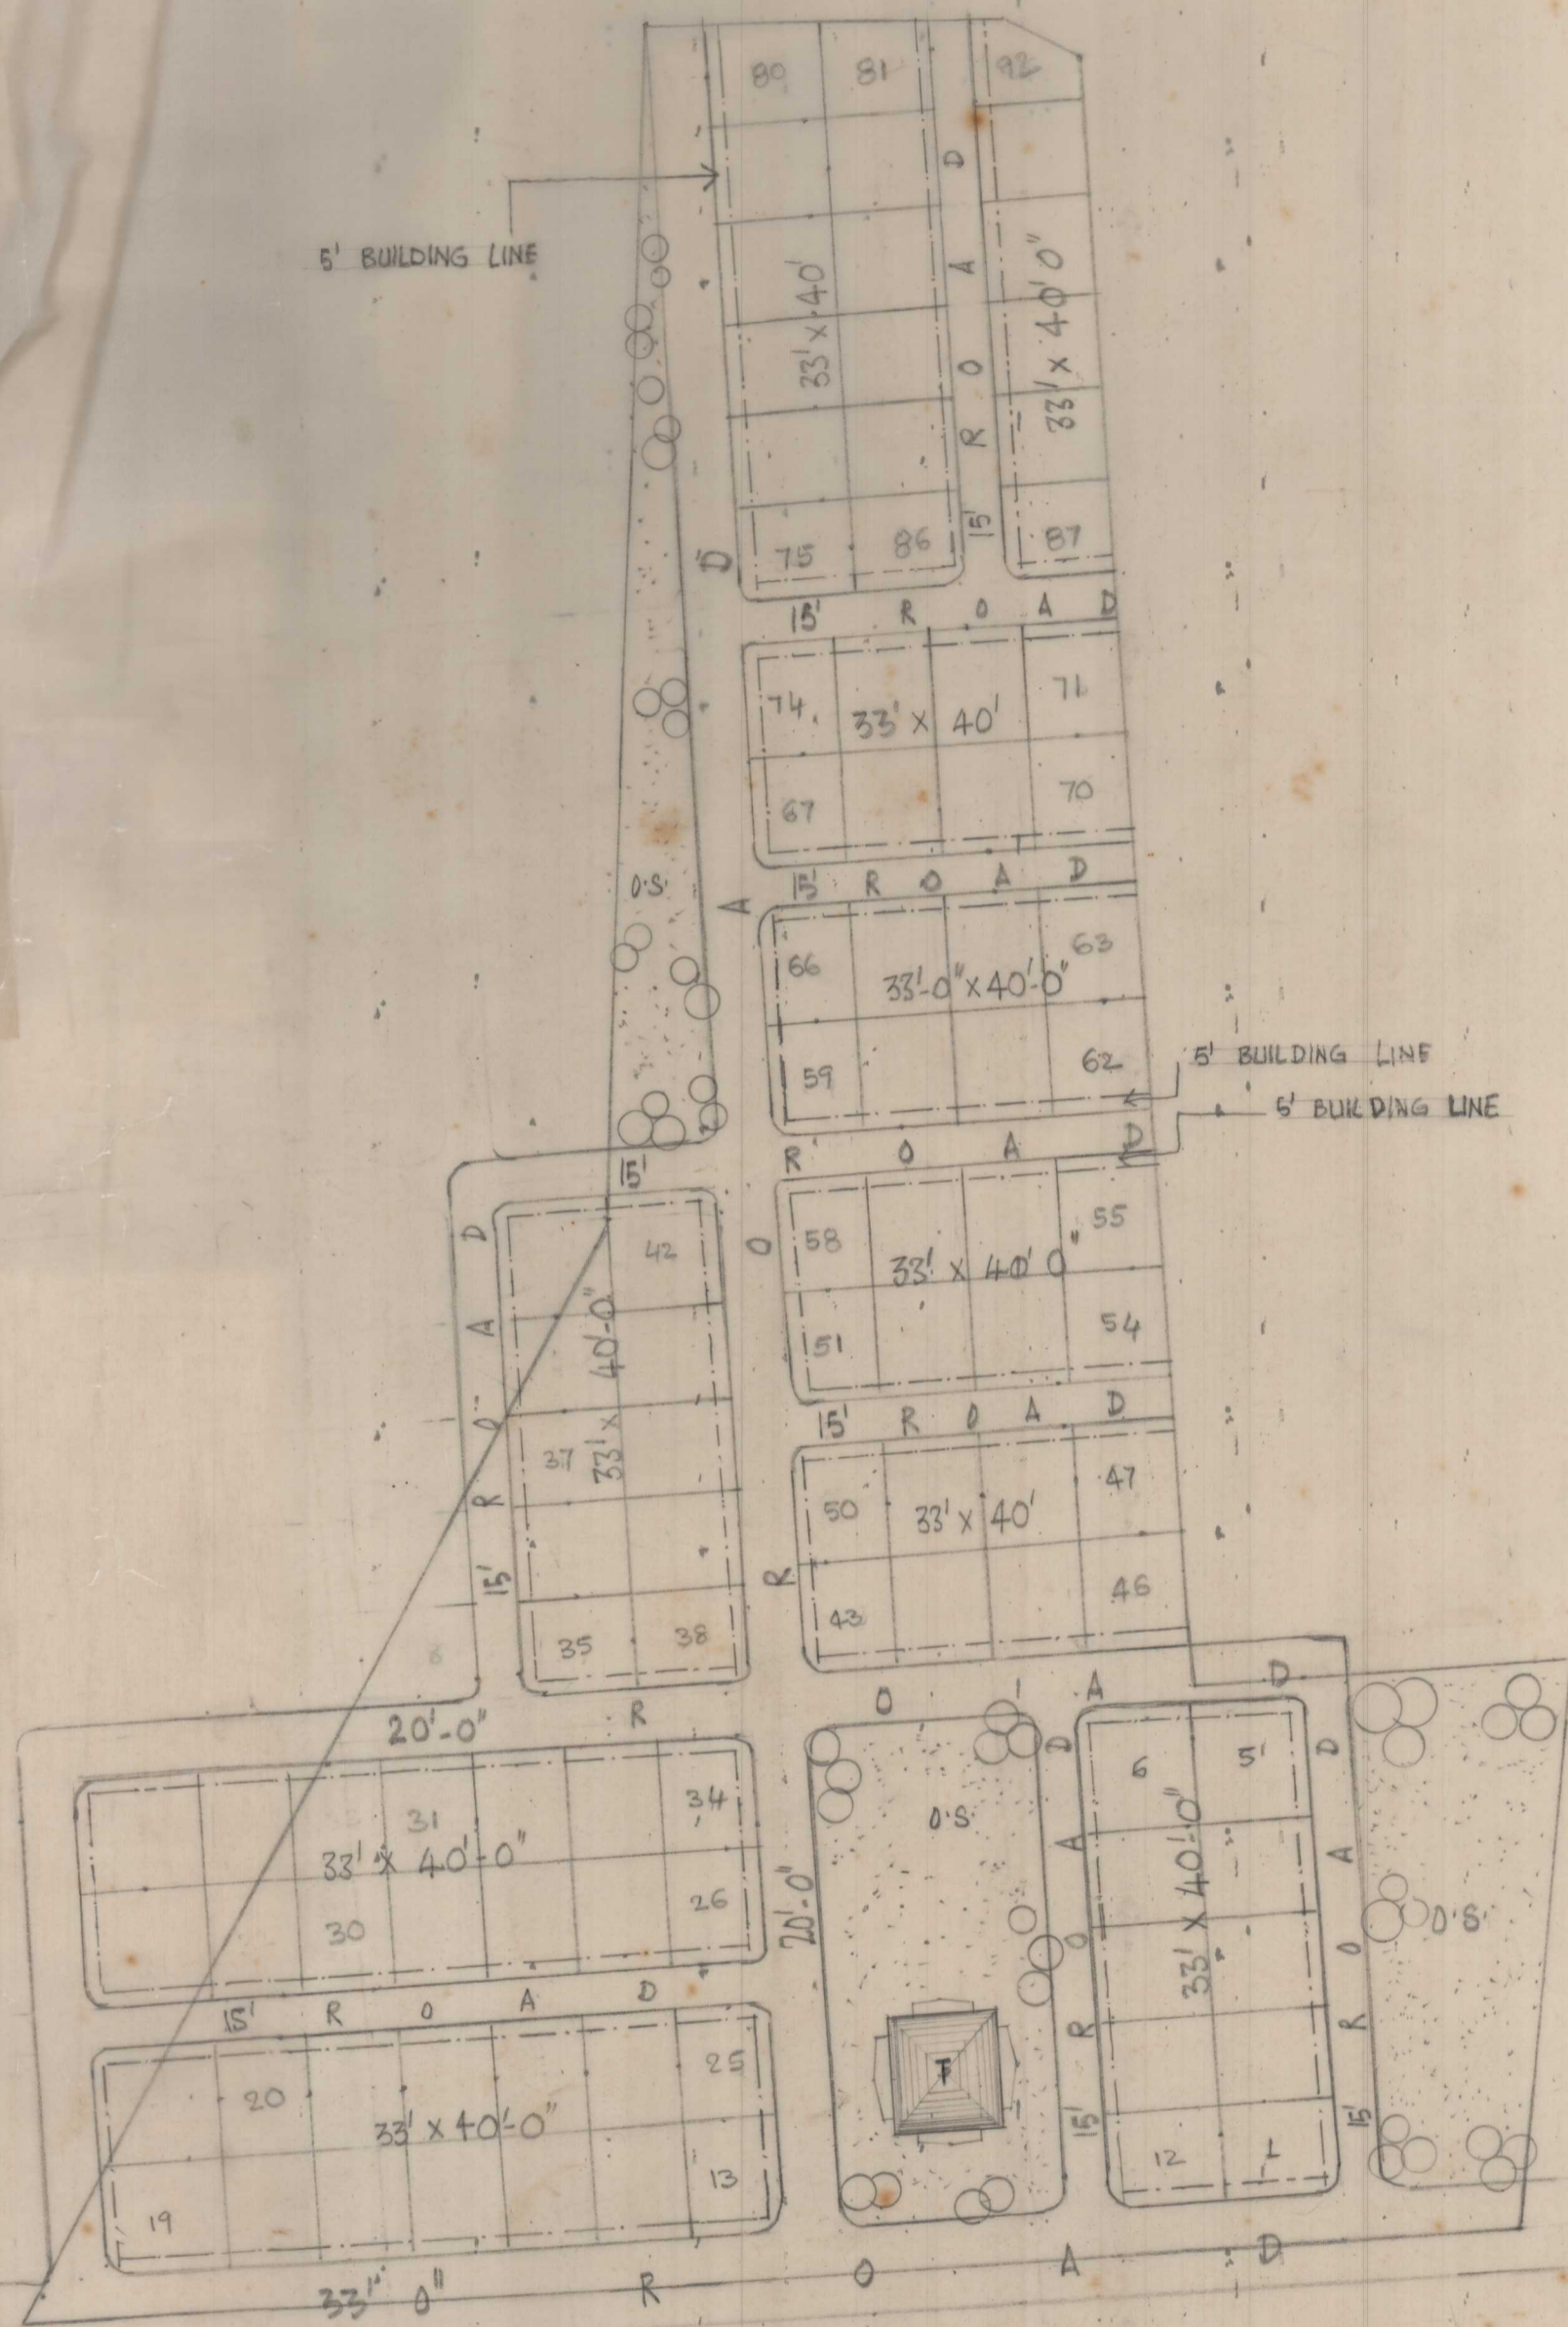 80 81 92
D
5' BUILDING LINE
A
33' x 40'
33' x 40' 0"
O
R
15'
75 86 87
D
15' R O A D
74 33' x 40' 71
67 70
O.S.
A
15' R O A D
66 63
33'-0" x 40'-0"
59 62
5' BUILDING LINE
5' BUILDING LINE
R O A D
15'
D
42
O
58 55
33' x 40' 0"
A
33' x 40'-0"
51 54
15' R O A D
O
37
R
50 33' x 40' 47
15'
R
43 46
35 38
20'-0" R O A D
D
6 5
D
31 34
O.S.
33' x 40'-0"
A
33' x 40'-0"
A
30 26
20'-0"
O
O
O.S.
15' R O A D
R
R
T
20 25
33' x 40'-0"
15'
15'
19 13
12 1
33' 0" R O A D